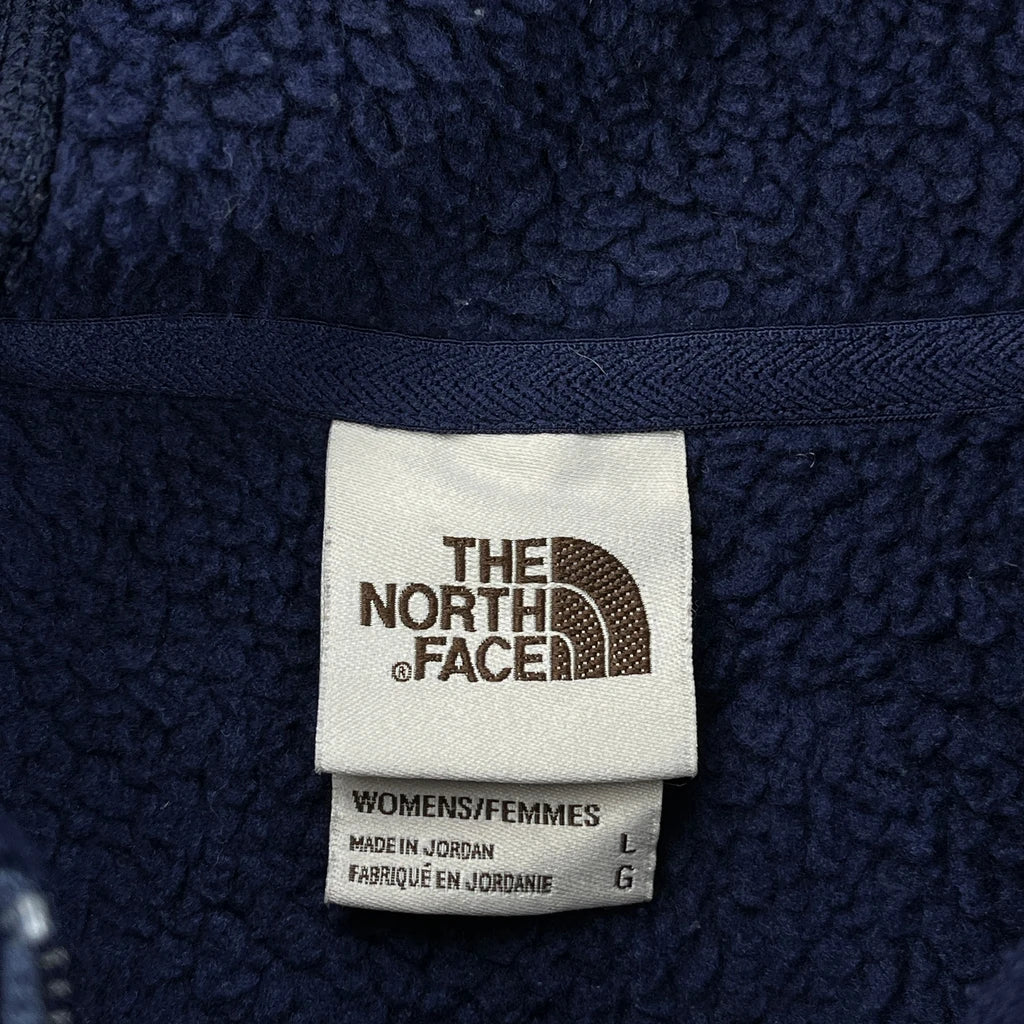 THE
NORTH
®FACE
WOMENS/FEMMES
MADE IN JORDAN L
FABRIQUÉ EN JORDANIE G